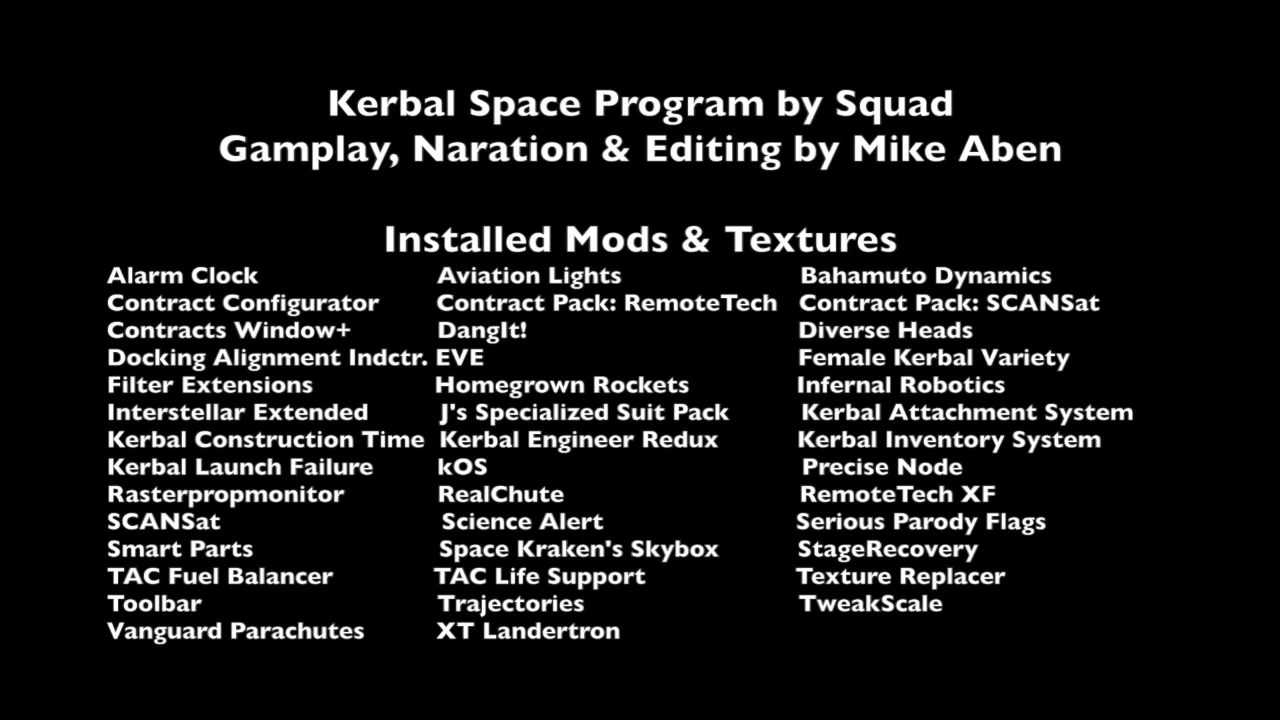 Kerbal Space Program by Squad
Gamplay, Naration & Editing by Mike Aben
Installed Mods & Textures
Alarm Clock Aviation Lights Bahamuto Dynamics
Contract Configurator Contract Pack: RemoteTech Contract Pack: SCANSat
Contracts Window+ DangIt! Diverse Heads
Docking Alignment Indctr. EVE Female Kerbal Variety
Filter Extensions Homegrown Rockets Infernal Robotics
Interstellar Extended J's Specialized Suit Pack Kerbal Attachment System
Kerbal Construction Time Kerbal Engineer Redux Kerbal Inventory System
Kerbal Launch Failure kOS Precise Node
Rasterpropmonitor RealChute RemoteTech XF
SCANSat Science Alert Serious Parody Flags
Smart Parts Space Kraken's Skybox StageRecovery
TAC Fuel Balancer TAC Life Support Texture Replacer
Toolbar Trajectories TweakScale
Vanguard Parachutes XT Landertron